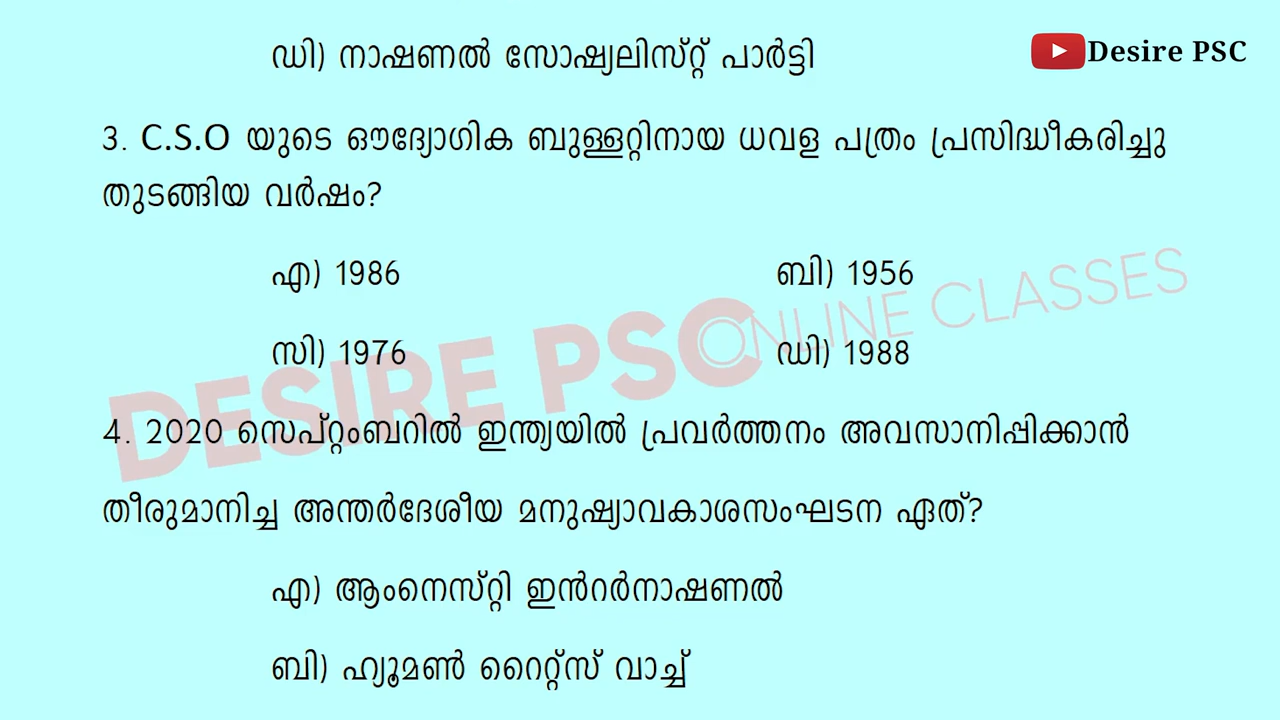 ഡി) നാഷണൽ സോഷ്യലിസ്റ്റ് പാർട്ടി
Desire PSC
3. C.S.O യുടെ ഔദ്യോഗിക ബുള്ളറ്റിനായ ധവള പത്രം പ്രസിദ്ധീകരിച്ചു
തുടങ്ങിയ വർഷം?
എ) 1986
ബി) 1956
സി) 1976
ഡി) 1988
DESIRE PSC ONLINE CLASSES
4. 2020 സെപ്റ്റംബറിൽ ഇന്ത്യയിൽ പ്രവർത്തനം അവസാനിപ്പിക്കാൻ
തീരുമാനിച്ച അന്തർദേശീയ മനുഷ്യാവകാശസംഘടന ഏത്?
എ) ആംനെസ്റ്റി ഇൻറർനാഷണൽ
ബി) ഹ്യൂമൺ റൈറ്റ്സ് വാച്ച്